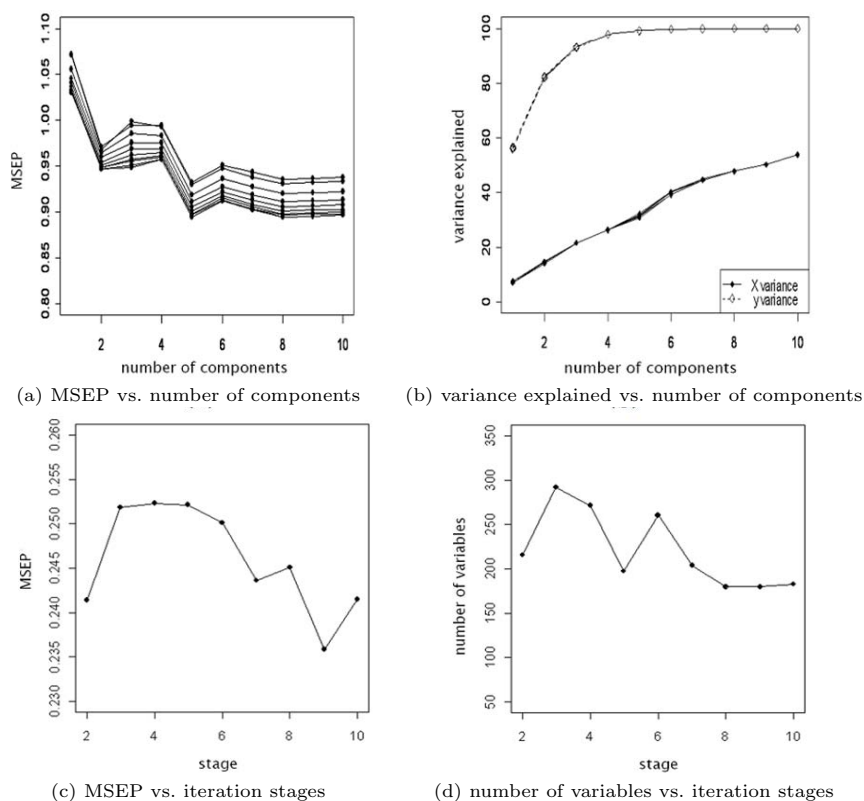 1.10
1.05
1.00
0.95
0.90
0.85
0.80
MSEP
2 4 6 8 10
number of components
(a) MSEP vs. number of components
100
80
60
40
20
0
variance explained
X variance
y variance
2 4 6 8 10
number of components
(b) variance explained vs. number of components
0.260
0.255
0.250
0.245
0.240
0.235
0.230
MSEP
2 4 6 8 10
stage
(c) MSEP vs. iteration stages
350
300
250
200
150
100
50
number of variables
2 4 6 8 10
stage
(d) number of variables vs. iteration stages